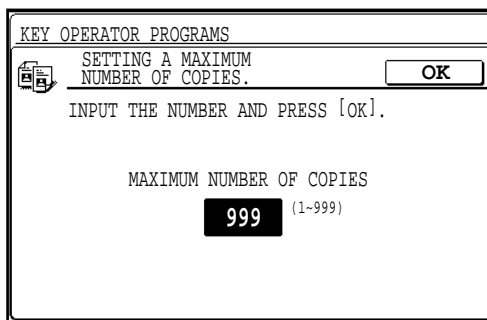 KEY OPERATOR PROGRAMS
SETTING A MAXIMUM
NUMBER OF COPIES.
OK
INPUT THE NUMBER AND PRESS [OK].
MAXIMUM NUMBER OF COPIES
999 (1~999)